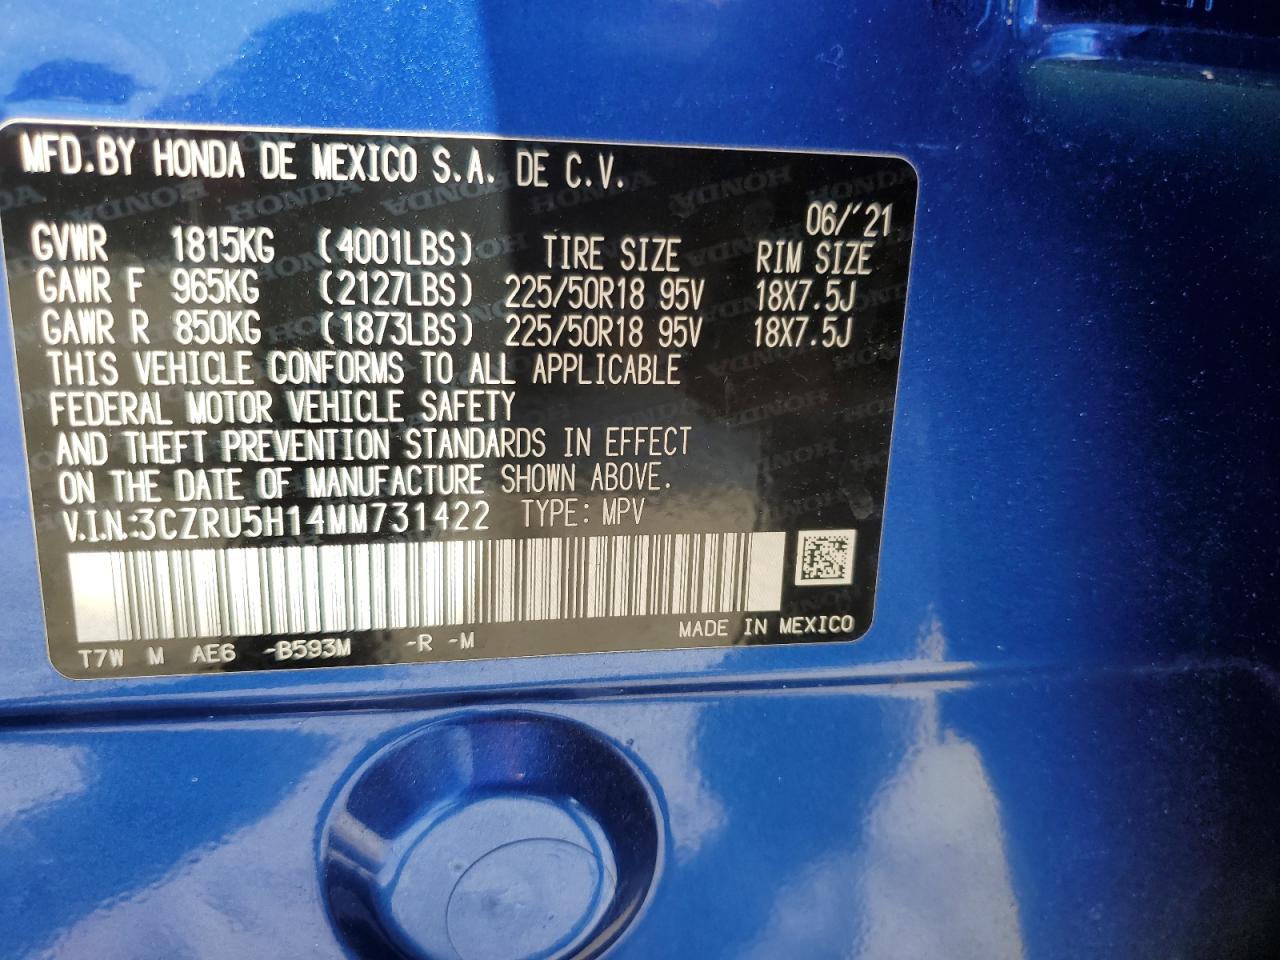 MFD.BY HONDA DE MEXICO S.A. DE C.V.
06/'21
GVWR 1815KG (4001LBS) TIRE SIZE RIM SIZE
GAWR F 965KG (2127LBS) 225/50R18 95V 18X7.5J
GAWR R 850KG (1873LBS) 225/50R18 95V 18X7.5J
THIS VEHICLE CONFORMS TO ALL APPLICABLE
FEDERAL MOTOR VEHICLE SAFETY
AND THEFT PREVENTION STANDARDS IN EFFECT
ON THE DATE OF MANUFACTURE SHOWN ABOVE.
V.I.N.:3CZRU5H14MM731422 TYPE: MPV
MADE IN MEXICO
T7W M AE6 -B593M -R -M